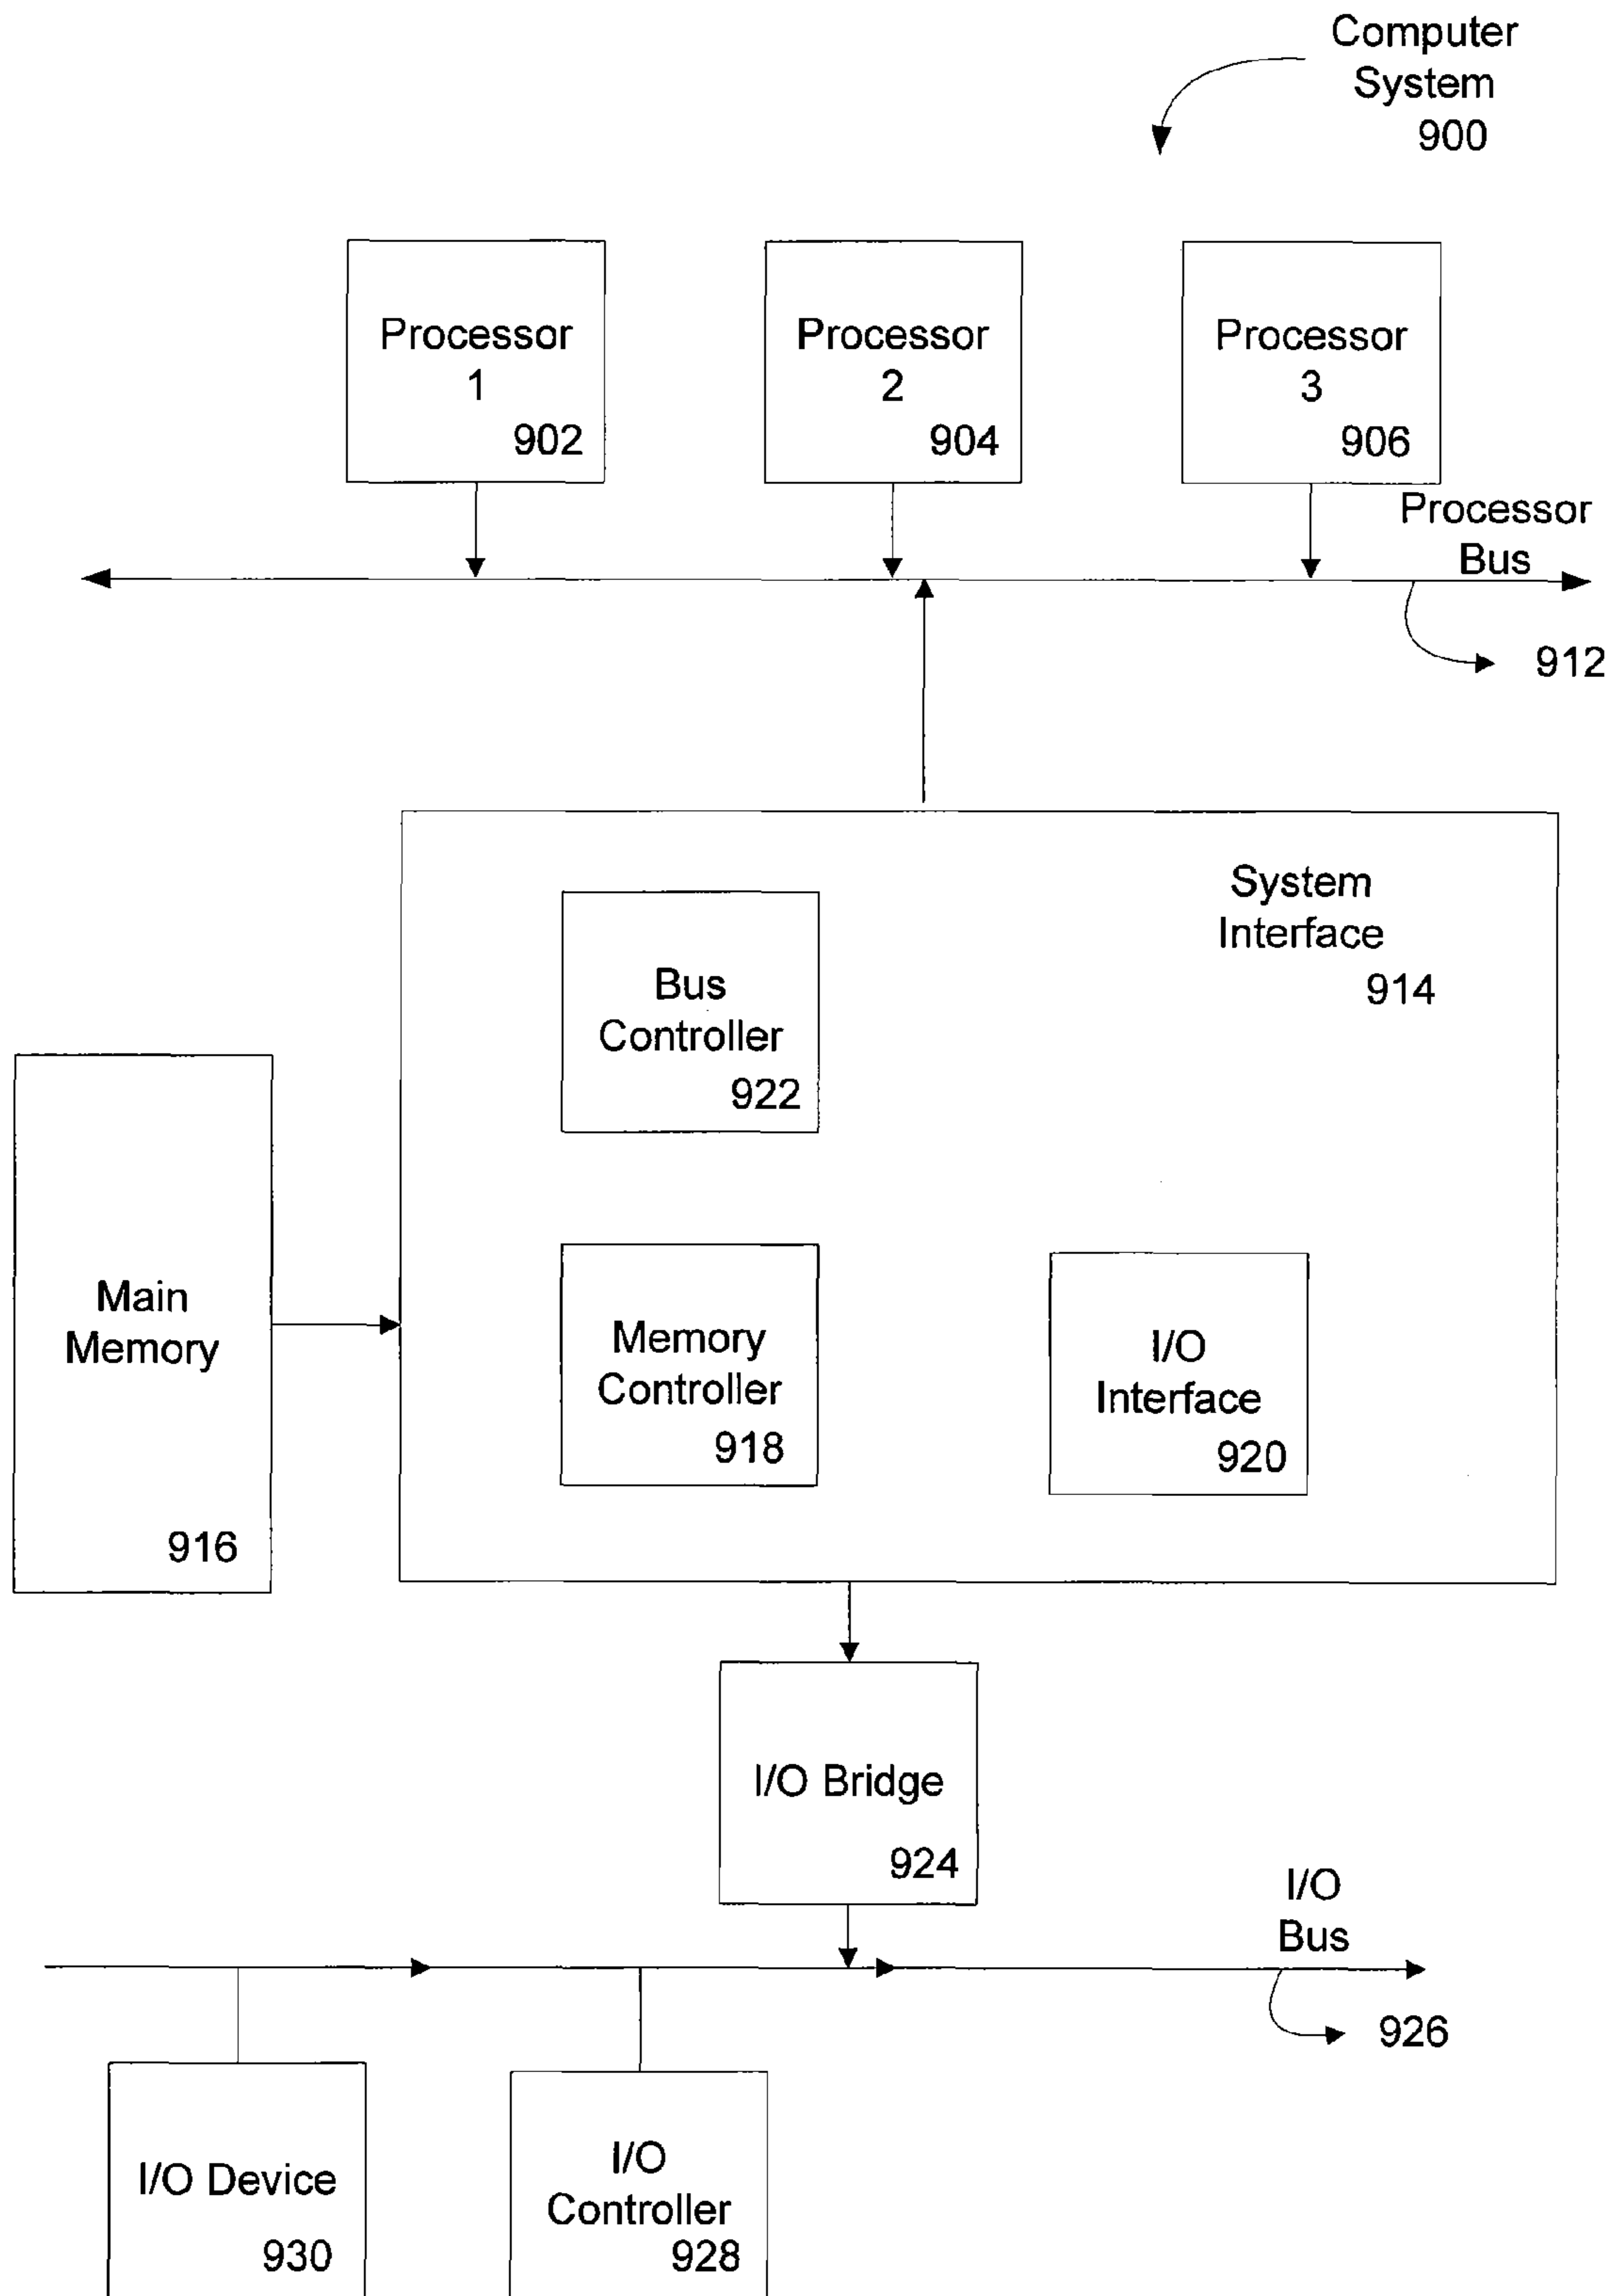 Computer
System
900
Processor
1
902
Processor
2
904
Processor
3
906
Processor
Bus
912
System
Interface
914
Bus
Controller
922
Main
Memory
916
Memory
Controller
918
I/O
Interface
920
I/O Bridge
924
I/O
Bus
926
I/O Device
930
I/O
Controller
928